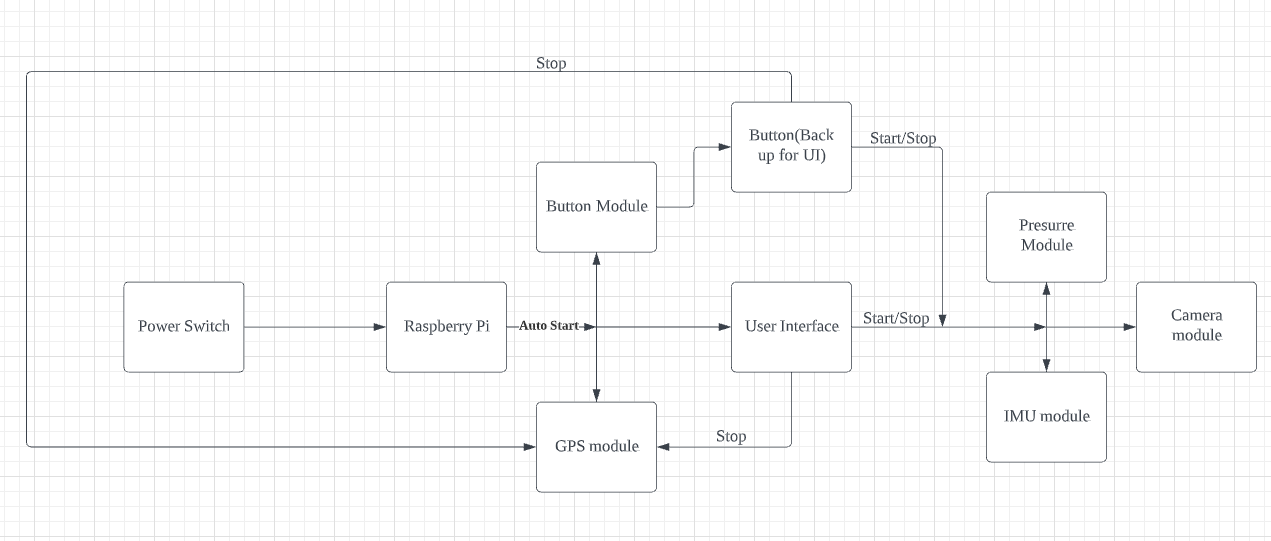 Stop
Button(Back
up for UI)
Start/Stop
Button Module
Presurre
Module
Power Switch
Raspberry Pi
Auto Start
User Interface
Start/Stop
Camera
module
IMU module
GPS module
Stop